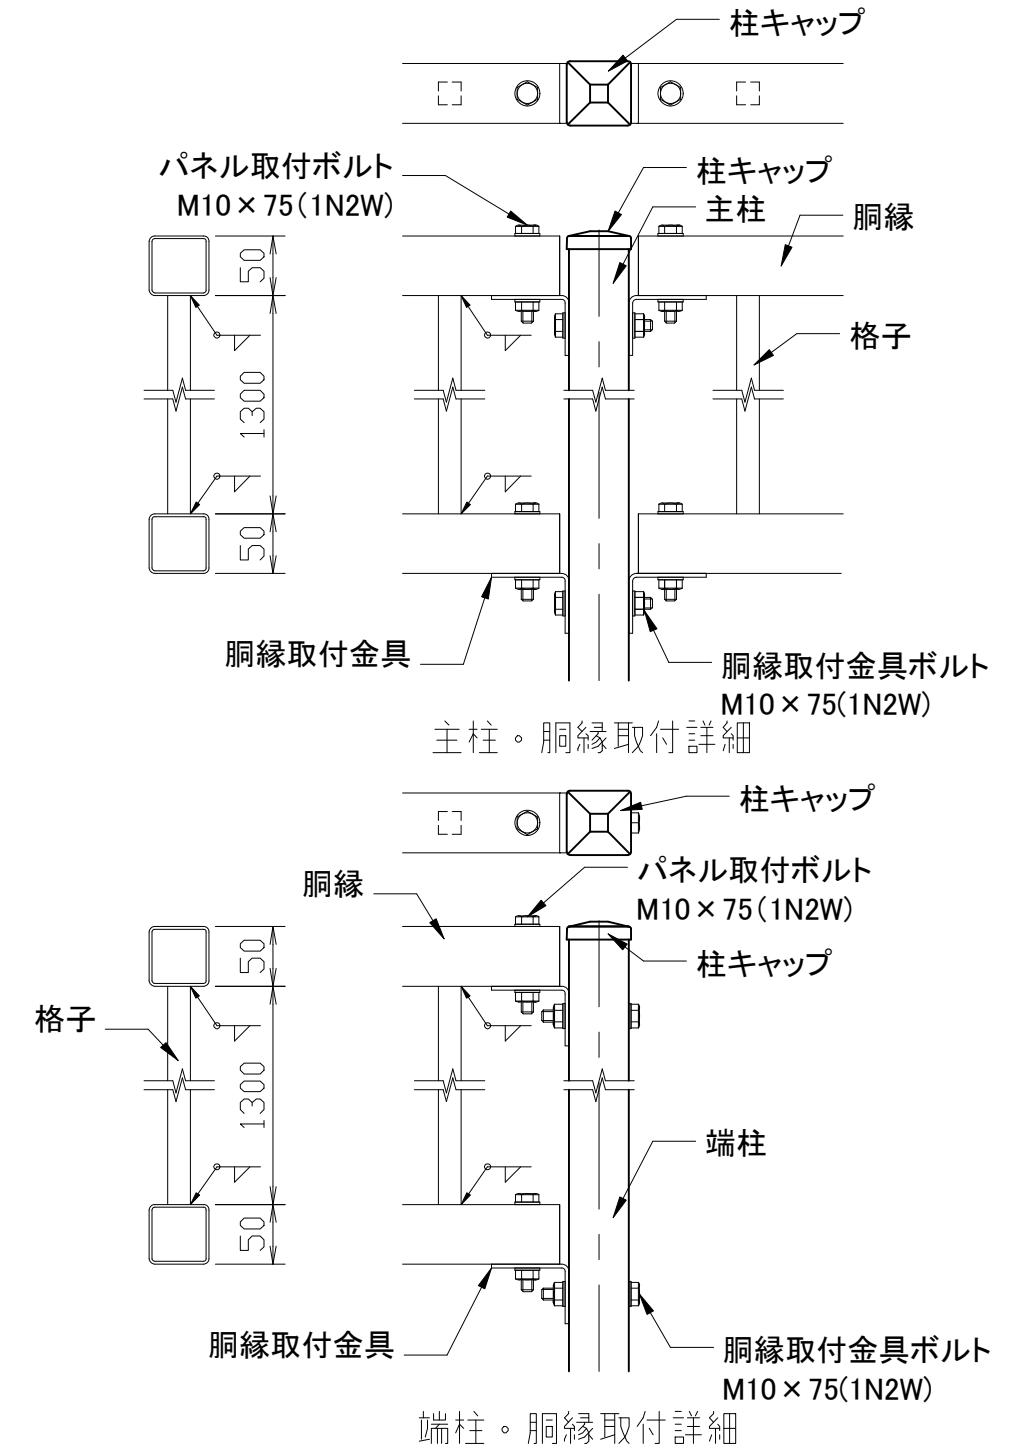 柱キャップ
パネル取付ボルト
M10×75(1N2W)
柱キャップ
主柱
胴縁
50
格子
1300
50
胴縁取付金具
胴縁取付金具ボルト
M10×75(1N2W)
主柱。胴縁取付詳細
柱キャップ
胴縁
パネル取付ボルト
M10×75(1N2W)
柱キャップ
50
格子
1300
端柱
50
胴縁取付金具
胴縁取付金具ボルト
M10×75(1N2W)
端柱。胴縁取付詳細